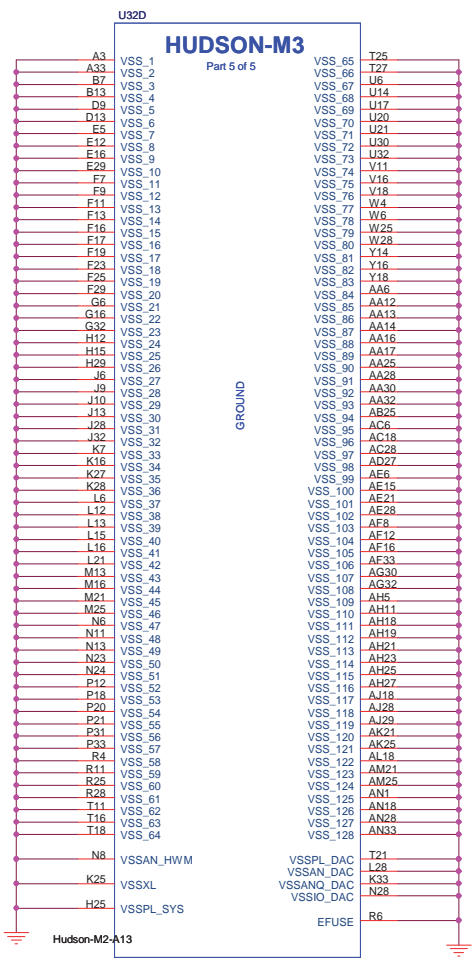 U32D
HUDSON-M3
Part 5 of 5
A3 VSS_1 VSS_65 T25
A33 VSS_2 VSS_66 T27
B7 VSS_3 VSS_67 U6
B13 VSS_4 VSS_68 U14
D9 VSS_5 VSS_69 U17
D13 VSS_6 VSS_70 U20
E5 VSS_7 VSS_71 U21
E12 VSS_8 VSS_72 U30
E16 VSS_9 VSS_73 U32
E29 VSS_10 VSS_74 V11
F7 VSS_11 VSS_75 V16
F9 VSS_12 VSS_76 V18
F11 VSS_13 VSS_77 W4
F13 VSS_14 VSS_78 W6
F16 VSS_15 VSS_79 W25
F17 VSS_16 VSS_80 W28
F19 VSS_17 VSS_81 Y14
F23 VSS_18 VSS_82 Y16
F25 VSS_19 VSS_83 Y18
F29 VSS_20 VSS_84 AA6
G6 VSS_21 VSS_85 AA12
G16 VSS_22 VSS_86 AA13
G32 VSS_23 VSS_87 AA14
H12 VSS_24 VSS_88 AA16
H15 VSS_25 VSS_89 AA17
H29 VSS_26 VSS_90 AA25
J6 VSS_27 VSS_91 AA28
J9 VSS_28 VSS_92 AA30
J10 VSS_29 VSS_93 AA32
J13 VSS_30 VSS_94 AB25
J28 VSS_31 VSS_95 AC6
J32 VSS_32 VSS_96 AC18
K7 VSS_33 VSS_97 AC28
K16 VSS_34 VSS_98 AD27
K27 VSS_35 VSS_99 AE6
K28 VSS_36 VSS_100 AE15
L6 VSS_37 VSS_101 AE21
L12 VSS_38 VSS_102 AE28
L13 VSS_39 VSS_103 AF8
L15 VSS_40 VSS_104 AF12
L16 VSS_41 VSS_105 AF16
L21 VSS_42 VSS_106 AF33
M13 VSS_43 VSS_107 AG30
M16 VSS_44 VSS_108 AG32
M21 VSS_45 VSS_109 AH5
M25 VSS_46 VSS_110 AH11
N6 VSS_47 VSS_111 AH18
N11 VSS_48 VSS_112 AH19
N13 VSS_49 VSS_113 AH21
N23 VSS_50 VSS_114 AH23
N24 VSS_51 VSS_115 AH25
P12 VSS_52 VSS_116 AH27
P18 VSS_53 VSS_117 AJ18
P20 VSS_54 VSS_118 AJ28
P21 VSS_55 VSS_119 AJ29
P31 VSS_56 VSS_120 AK21
P33 VSS_57 VSS_121 AK25
R4 VSS_58 VSS_122 AL18
R11 VSS_59 VSS_123 AM21
R25 VSS_60 VSS_124 AM25
R28 VSS_61 VSS_125 AN1
T11 VSS_62 VSS_126 AN18
T16 VSS_63 VSS_127 AN28
T18 VSS_64 VSS_128 AN33
GROUND
N8 VSSAN_HWM VSSPL_DAC T21
VSSAN_DAC L28
K25 VSSXL VSSANQ_DAC K33
VSSIO_DAC N28
H25 VSSPL_SYS
EFUSE R6
Hudson-M2-A13